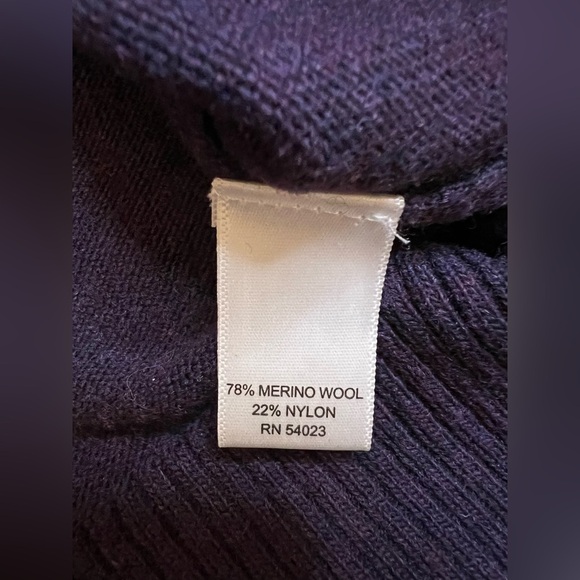 78% MERINO WOOL
22% NYLON
RN 54023